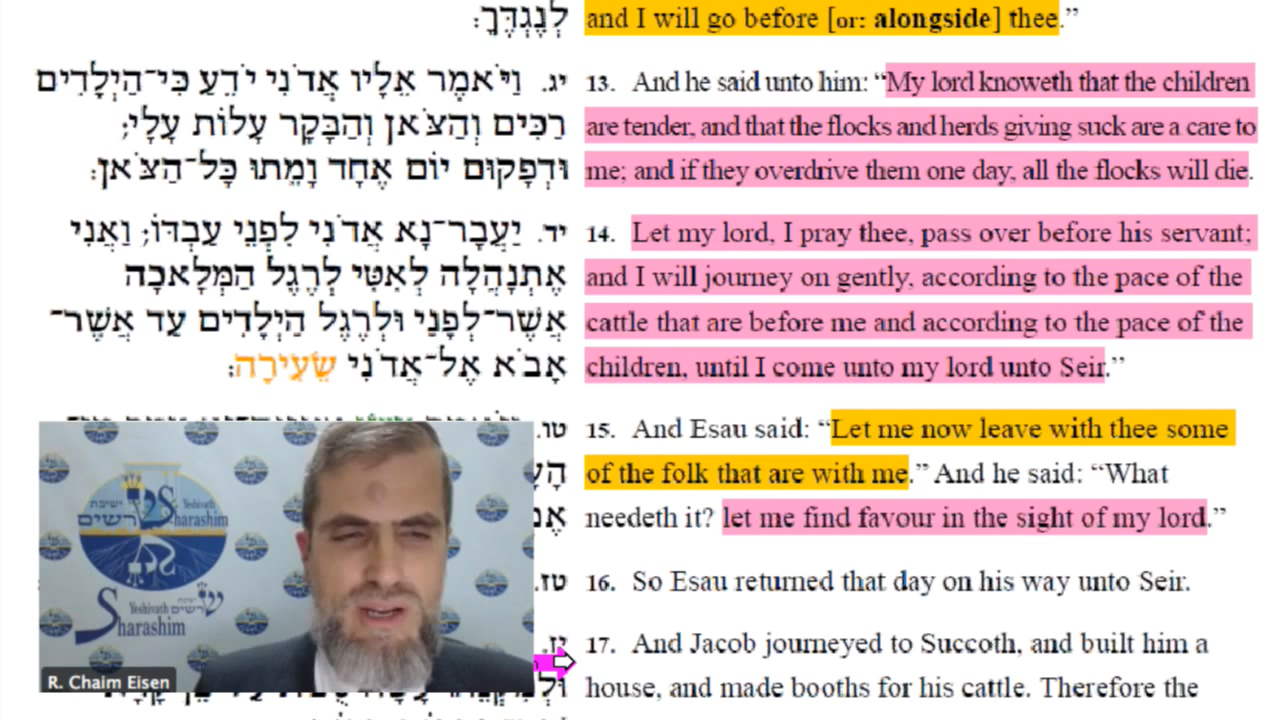 לְנֶגְדֶּךָ:
and I will go before [or: alongside] thee.”
יג. וַיֹּאמֶר אֵלָיו אֲדֹנִי יֹדֵעַ כִּי־הַיְלָדִים
רַכִּים וְהַצֹּאן וְהַבָּקָר עָלוֹת עָלָי;
וּדְפָקוּם יוֹם אֶחָד וָמֵתוּ כָּל־הַצֹּאן:
13. And he said unto him: “My lord knoweth that the children
are tender, and that the flocks and herds giving suck are a care to
me; and if they overdrive them one day, all the flocks will die.
יד. יַעֲבָר־נָא אֲדֹנִי לִפְנֵי עַבְדּוֹ; וַאֲנִי
אֶתְנָהֲלָה לְאִטִּי לְרֶגֶל הַמְּלָאכָה
אֲשֶׁר־לְפָנַי וּלְרֶגֶל הַיְלָדִים עַד אֲשֶׁר־
אָבֹא אֶל־אֲדֹנִי שֵׂעִירָה:
14. Let my lord, I pray thee, pass over before his servant;
and I will journey on gently, according to the pace of the
cattle that are before me and according to the pace of the
children, until I come unto my lord unto Seir.”
טו.
15. And Esau said: “Let me now leave with thee some
of the folk that are with me.” And he said: “What
needeth it? let me find favour in the sight of my lord.”
טז.
16. So Esau returned that day on his way unto Seir.
יז.
17. And Jacob journeyed to Succoth, and built him a
house, and made booths for his cattle. Therefore the
ישיבת Yeshivath
שרשים Sharashim
Yeshivath ישיבת שרשים
Sharashim
R. Chaim Eisen